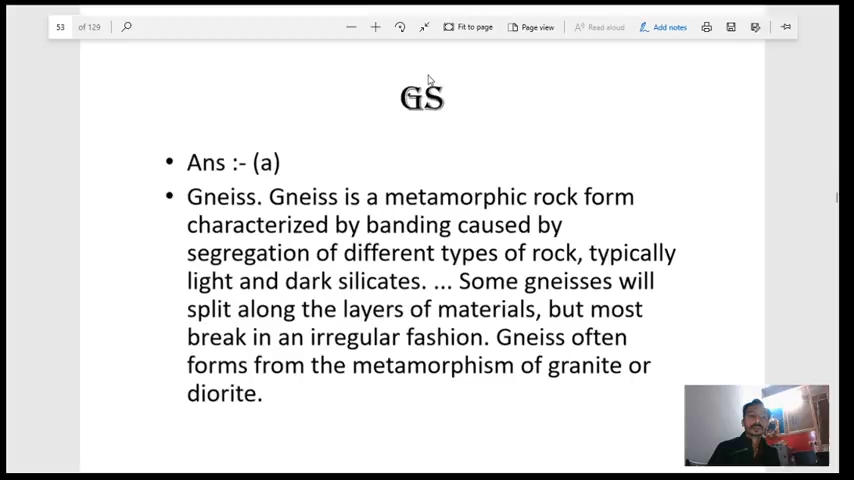 53 of 129 Fit to page Page view Read aloud Add notes
GS
• Ans :- (a)
• Gneiss. Gneiss is a metamorphic rock form
characterized by banding caused by
segregation of different types of rock, typically
light and dark silicates. ... Some gneisses will
split along the layers of materials, but most
break in an irregular fashion. Gneiss often
forms from the metamorphism of granite or
diorite.